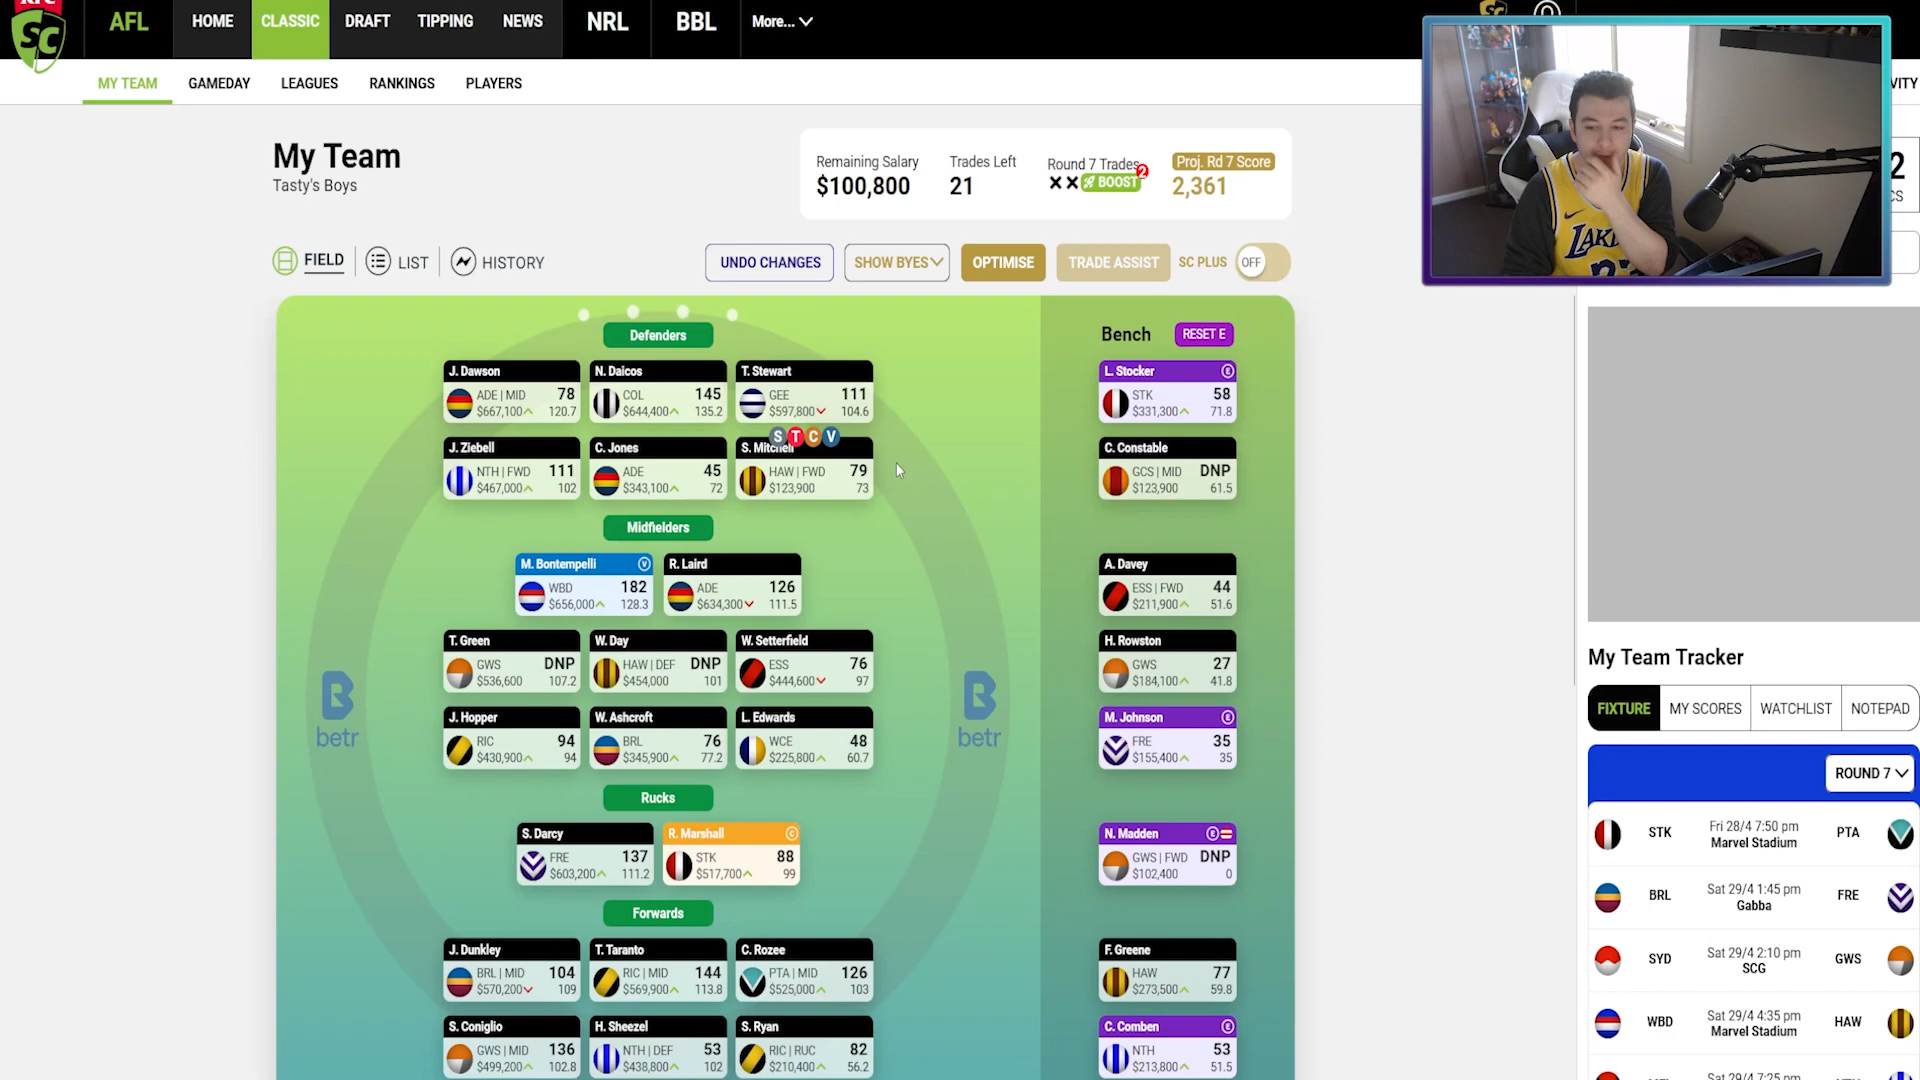 KFC
SC
AFL
HOME
CLASSIC
DRAFT
TIPPING
NEWS
NRL
BBL
More...
SC
MY TEAM
GAMEDAY
LEAGUES
RANKINGS
PLAYERS
VITY
My Team
Tasty's Boys
Remaining Salary
$100,800
Trades Left
21
Round 7 Trades
2
BOOST
Proj. Rd 7 Score
2,361
2
CS
LAKE
FIELD
LIST
HISTORY
UNDO CHANGES
SHOW BYES
OPTIMISE
TRADE ASSIST
SC PLUS
OFF
Defenders
Bench
RESET E
J. Dawson
ADE | MID 78
$667,100 120.7
N. Daicos
COL 145
$644,400 135.2
T. Stewart
GEE 111
$597,800 104.6
L. Stocker E
STK 58
$331,300 71.8
J. Ziebell
NTH | FWD 111
$467,000 102
C. Jones
ADE 45
$343,100 72
S T C V
S. Mitchell
HAW | FWD 79
$123,900 73
C. Constable
GCS | MID DNP
$123,900 61.5
Midfielders
M. Bontempelli V
WBD 182
$656,000 128.3
R. Laird
ADE 126
$634,300 111.5
A. Davey
ESS | FWD 44
$211,900 51.6
T. Green
GWS DNP
$536,600 107.2
W. Day
HAW | DEF DNP
$454,000 101
W. Setterfield
ESS 76
$444,600 97
H. Rowston
GWS 27
$184,100 41.8
betr
betr
J. Hopper
RIC 94
$430,900 94
W. Ashcroft
BRL 76
$345,900 77.2
L. Edwards
WCE 48
$225,800 60.7
M. Johnson E
FRE 35
$155,400 35
Rucks
S. Darcy
FRE 137
$603,200 111.2
R. Marshall C
STK 88
$517,700 99
N. Madden E
GWS | FWD DNP
$102,400 0
Forwards
J. Dunkley
BRL | MID 104
$570,200 109
T. Taranto
RIC | MID 144
$569,900 113.8
C. Rozee
PTA | MID 126
$525,000 103
F. Greene
HAW 77
$273,500 59.8
S. Coniglio
GWS | MID 136
$499,200 102.8
H. Sheezel
NTH | DEF 53
$438,800 102
S. Ryan
RIC | RUC 82
$210,400 56.2
C. Comben E
NTH 53
$213,800 51.5
My Team Tracker
FIXTURE
MY SCORES
WATCHLIST
NOTEPAD
ROUND 7
STK Fri 28/4 7:50 pm PTA
Marvel Stadium
BRL Sat 29/4 1:45 pm FRE
Gabba
SYD Sat 29/4 2:10 pm GWS
SCG
WBD Sat 29/4 4:35 pm HAW
Marvel Stadium
Sat 29/4 7:25 pm